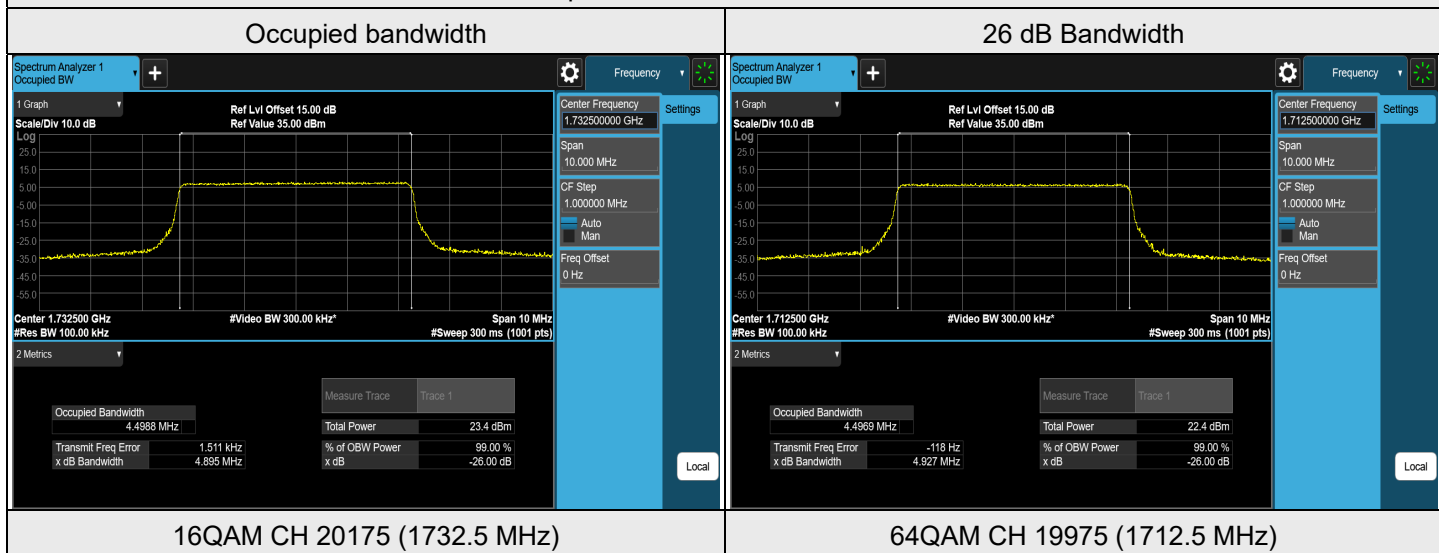 Occupied bandwidth
26 dB Bandwidth
Spectrum Analyzer 1
Occupied BW
+
Frequency
1 Graph
Scale/Div 10.0 dB
Ref Lvl Offset 15.00 dB
Ref Value 35.00 dBm
Log
25.0
15.0
5.00
-5.00
-15.0
-25.0
-35.0
-45.0
-55.0
Center 1.732500 GHz
#Res BW 100.00 kHz
#Video BW 300.00 kHz*
Span 10 MHz
#Sweep 300 ms (1001 pts)
Center Frequency
1.732500000 GHz
Settings
Span
10.000 MHz
CF Step
1.000000 MHz
Auto
Man
Freq Offset
0 Hz
Local
2 Metrics
Measure Trace Trace 1
Occupied Bandwidth
4.4988 MHz
Total Power 23.4 dBm
Transmit Freq Error 1.511 kHz
% of OBW Power 99.00 %
x dB Bandwidth 4.895 MHz
x dB -26.00 dB
Spectrum Analyzer 1
Occupied BW
+
Frequency
1 Graph
Scale/Div 10.0 dB
Ref Lvl Offset 15.00 dB
Ref Value 35.00 dBm
Log
25.0
15.0
5.00
-5.00
-15.0
-25.0
-35.0
-45.0
-55.0
Center 1.712500 GHz
#Res BW 100.00 kHz
#Video BW 300.00 kHz*
Span 10 MHz
#Sweep 300 ms (1001 pts)
Center Frequency
1.712500000 GHz
Settings
Span
10.000 MHz
CF Step
1.000000 MHz
Auto
Man
Freq Offset
0 Hz
Local
2 Metrics
Measure Trace Trace 1
Occupied Bandwidth
4.4969 MHz
Total Power 22.4 dBm
Transmit Freq Error -118 Hz
% of OBW Power 99.00 %
x dB Bandwidth 4.927 MHz
x dB -26.00 dB
16QAM CH 20175 (1732.5 MHz)
64QAM CH 19975 (1712.5 MHz)